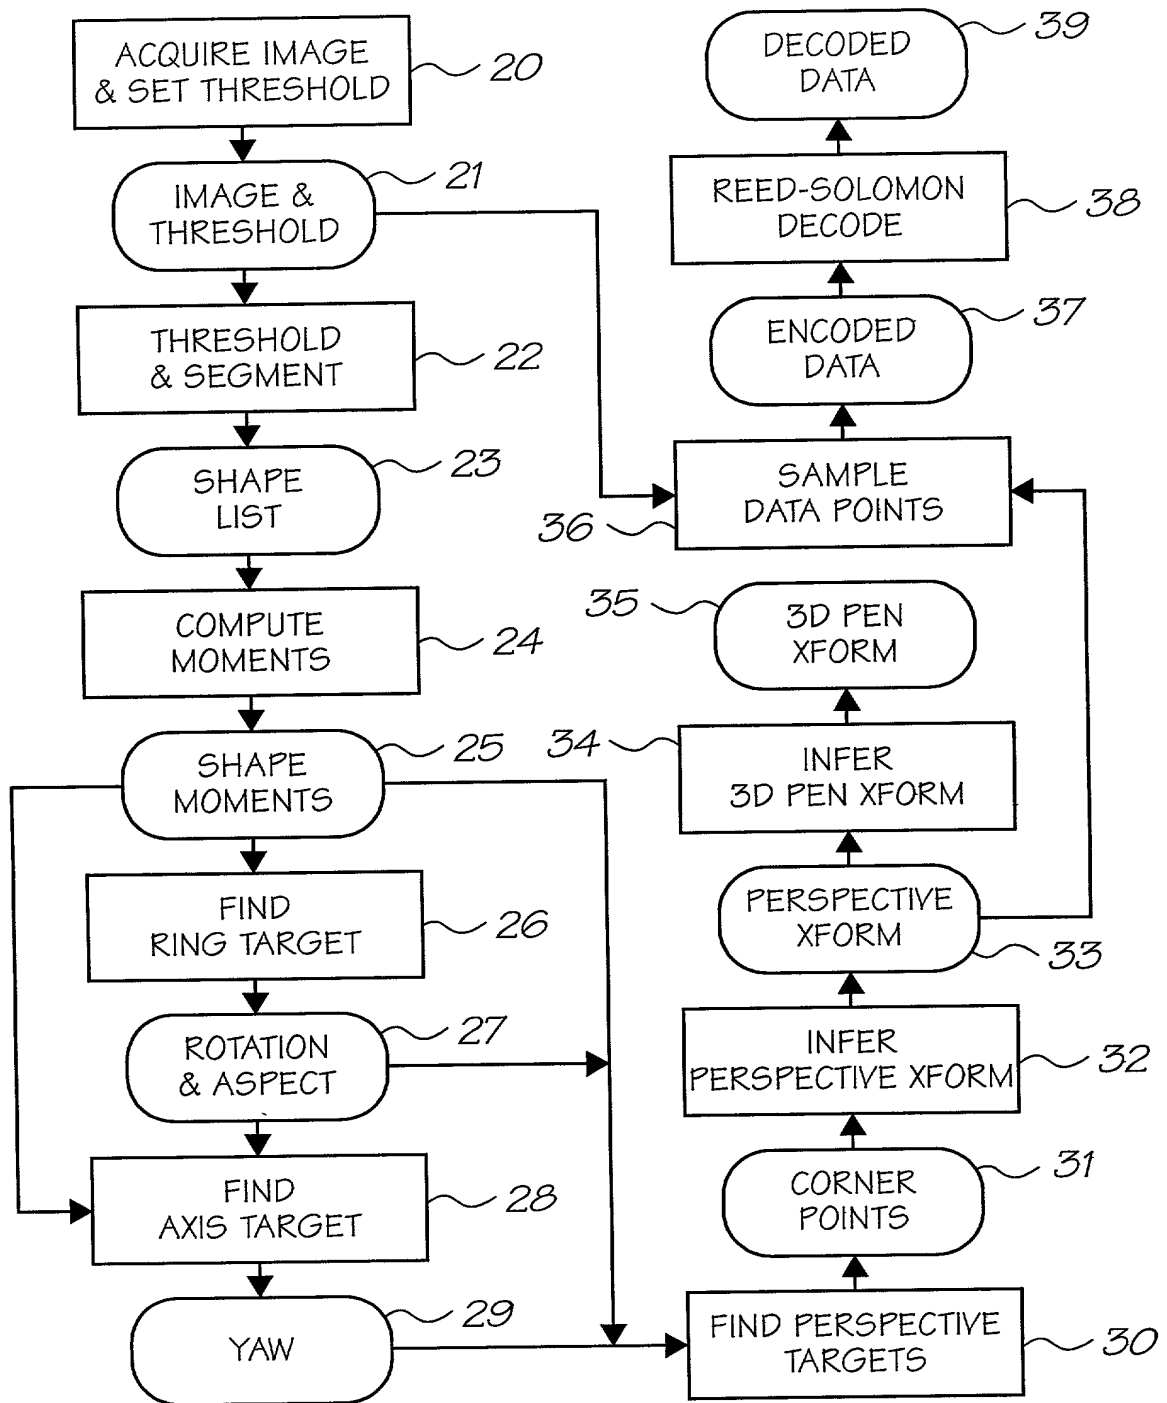 ACQUIRE IMAGE
& SET THRESHOLD
20
IMAGE &
THRESHOLD
21
THRESHOLD
& SEGMENT
22
SHAPE
LIST
23
COMPUTE
MOMENTS
24
SHAPE
MOMENTS
25
FIND
RING TARGET
26
ROTATION
& ASPECT
27
FIND
AXIS TARGET
28
YAW
29
DECODED
DATA
39
REED-SOLOMON
DECODE
38
ENCODED
DATA
37
SAMPLE
DATA POINTS
36
3D PEN
XFORM
35
INFER
3D PEN XFORM
34
PERSPECTIVE
XFORM
33
INFER
PERSPECTIVE XFORM
32
CORNER
POINTS
31
FIND PERSPECTIVE
TARGETS
30